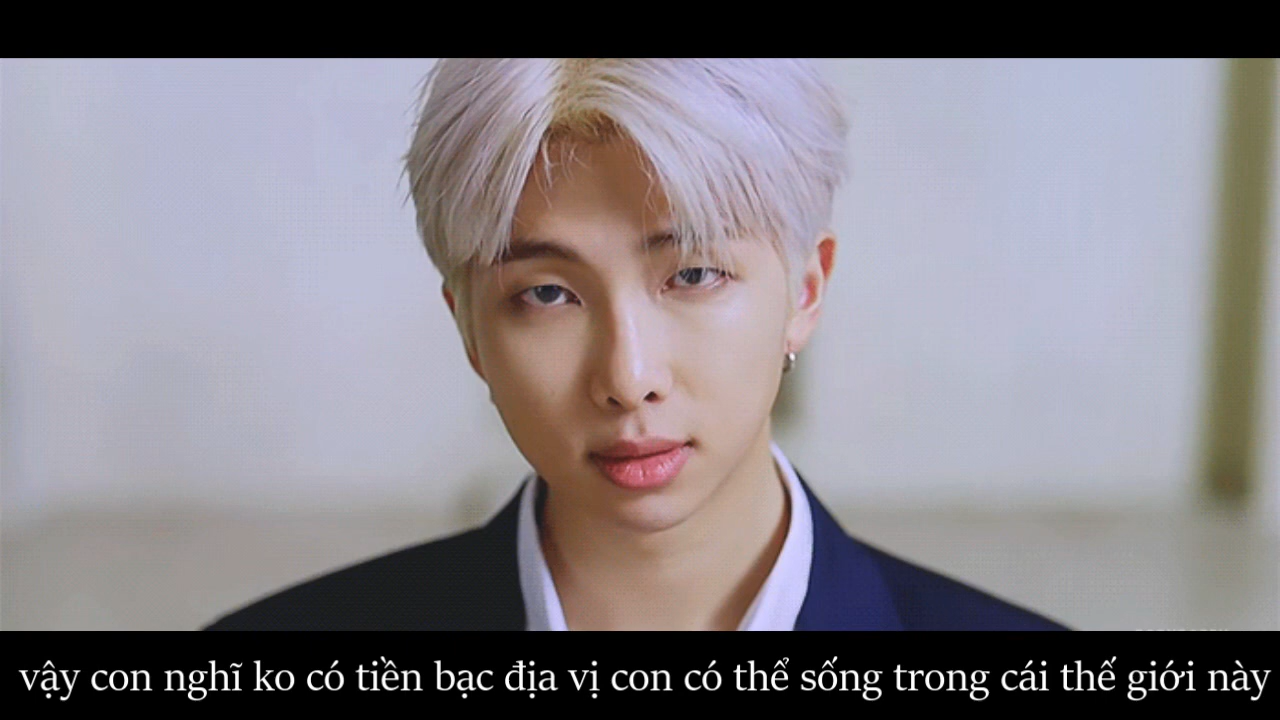 vậy con nghĩ ko có tiền bạc địa vị con có thể sống trong cái thế giới này